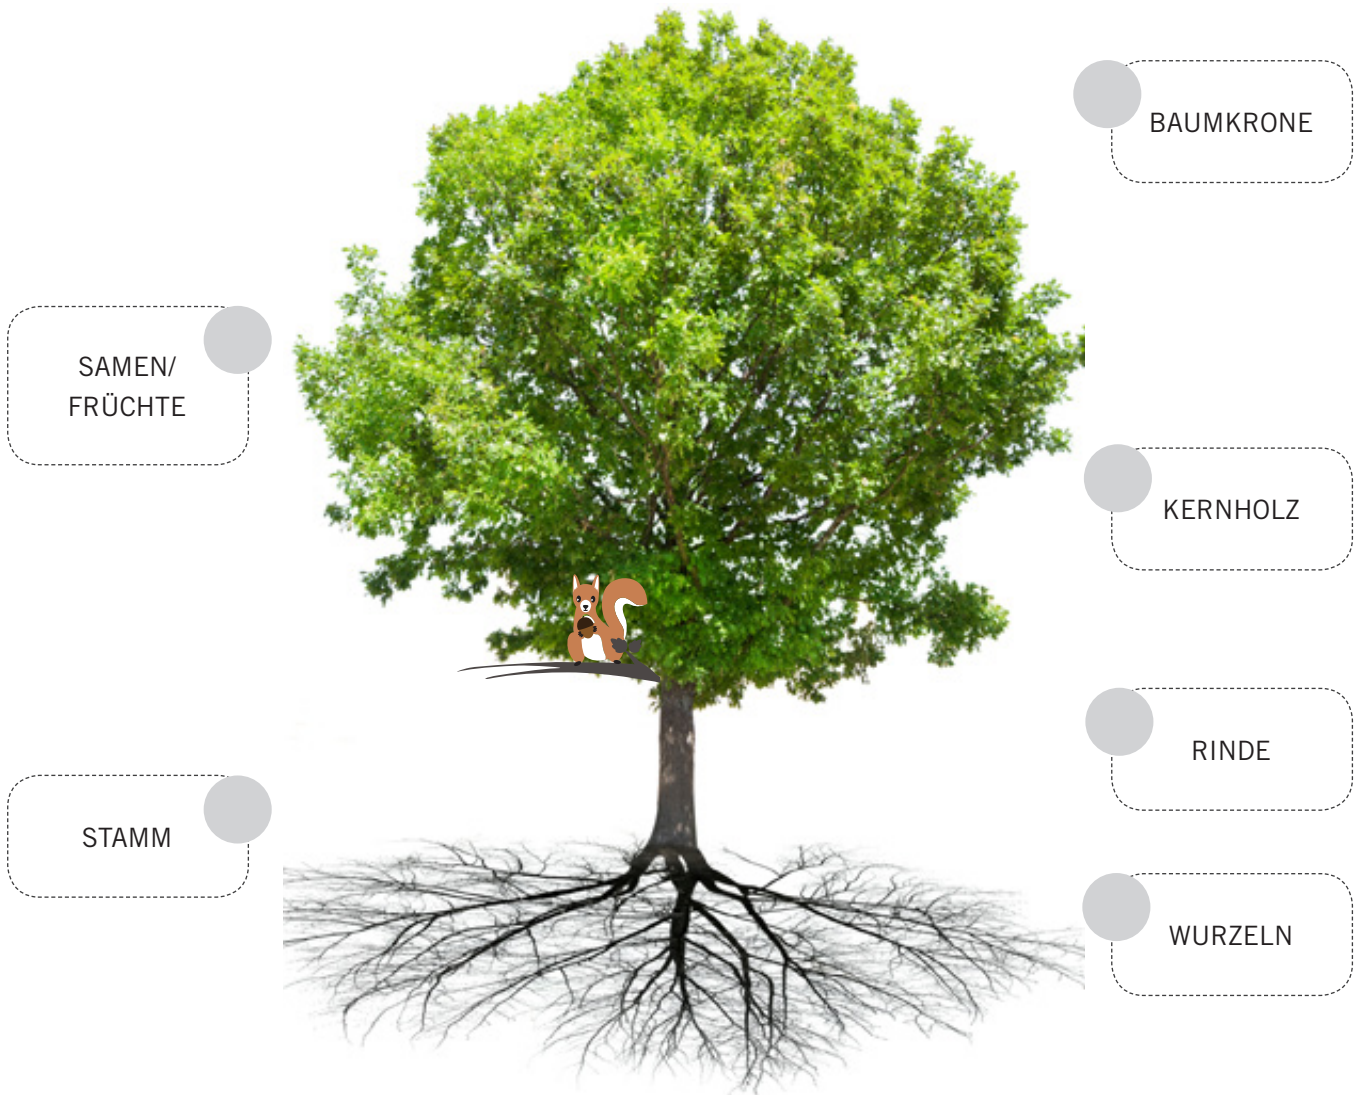 BAUMKRONE
SAMEN/
FRÜCHTE
KERNHOLZ
RINDE
STAMM
WURZELN